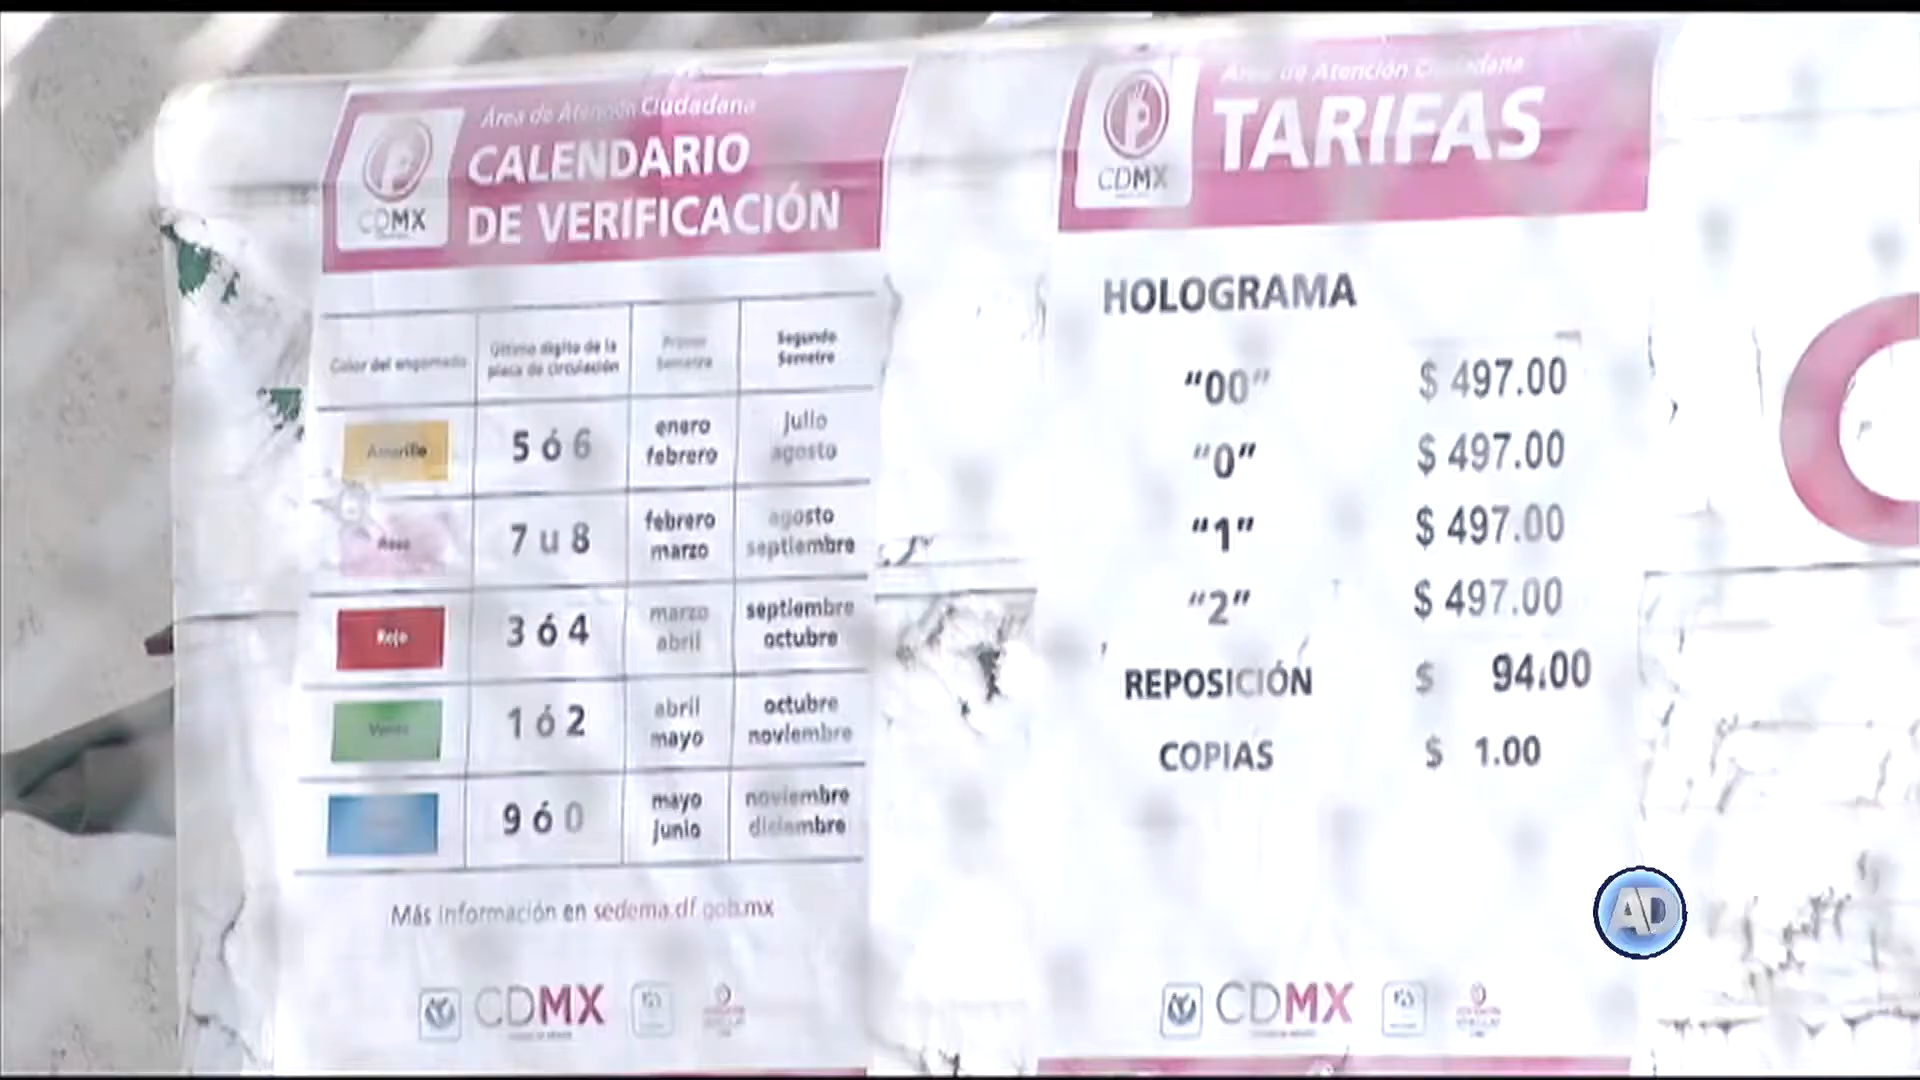 Área de Atención Ciudadana
CALENDARIO
DE VERIFICACIÓN
CDMX
Color del engomado
Último dígito de la
placa de circulación
Primer
Semestre
Segundo
Semetre
Amarillo
5 ó 6
enero
febrero
Julio
agosto
Rosa
7 u 8
febrero
marzo
agosto
septiembre
Rojo
3 ó 4
marzo
abril
septiembre
octubre
Verde
1 ó 2
abril
mayo
octubre
noviembre
9 ó 0
mayo
Junio
noviembre
diciembre
Más información en sedema.df.gob.mx
CDMX
Área de Atención Ciudadana
TARIFAS
CDMX
HOLOGRAMA
"00" $ 497.00
"0" $ 497.00
"1" $ 497.00
"2" $ 497.00
REPOSICIÓN $ 94.00
COPIAS $ 1.00
CDMX
AD